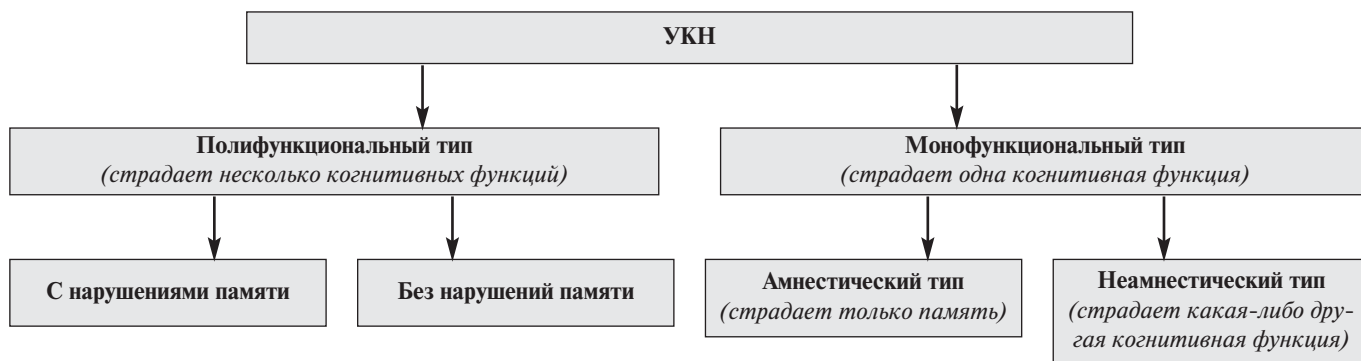 УКН
Полифункциональный тип
(страдает несколько когнитивных функций)
Монофункциональный тип
(страдает одна когнитивная функция)
С нарушениями памяти
Без нарушений памяти
Амнестический тип
(страдает только память)
Неамнестический тип
(страдает какая-либо дру-
гая когнитивная функция)